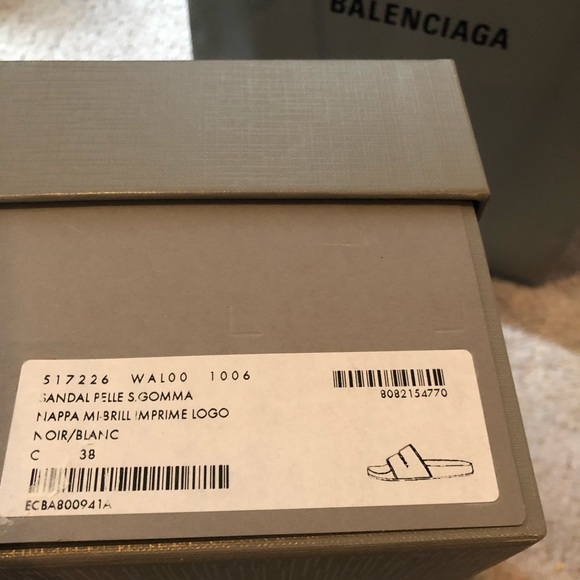 BALENCIAGA
517226 WAL00 1006
SANDAL PELLE S.GOMMA
NAPPA MI-BRILL IMPRIME LOGO
NOIR/BLANC
C 38
ECBA800941A
8082154770